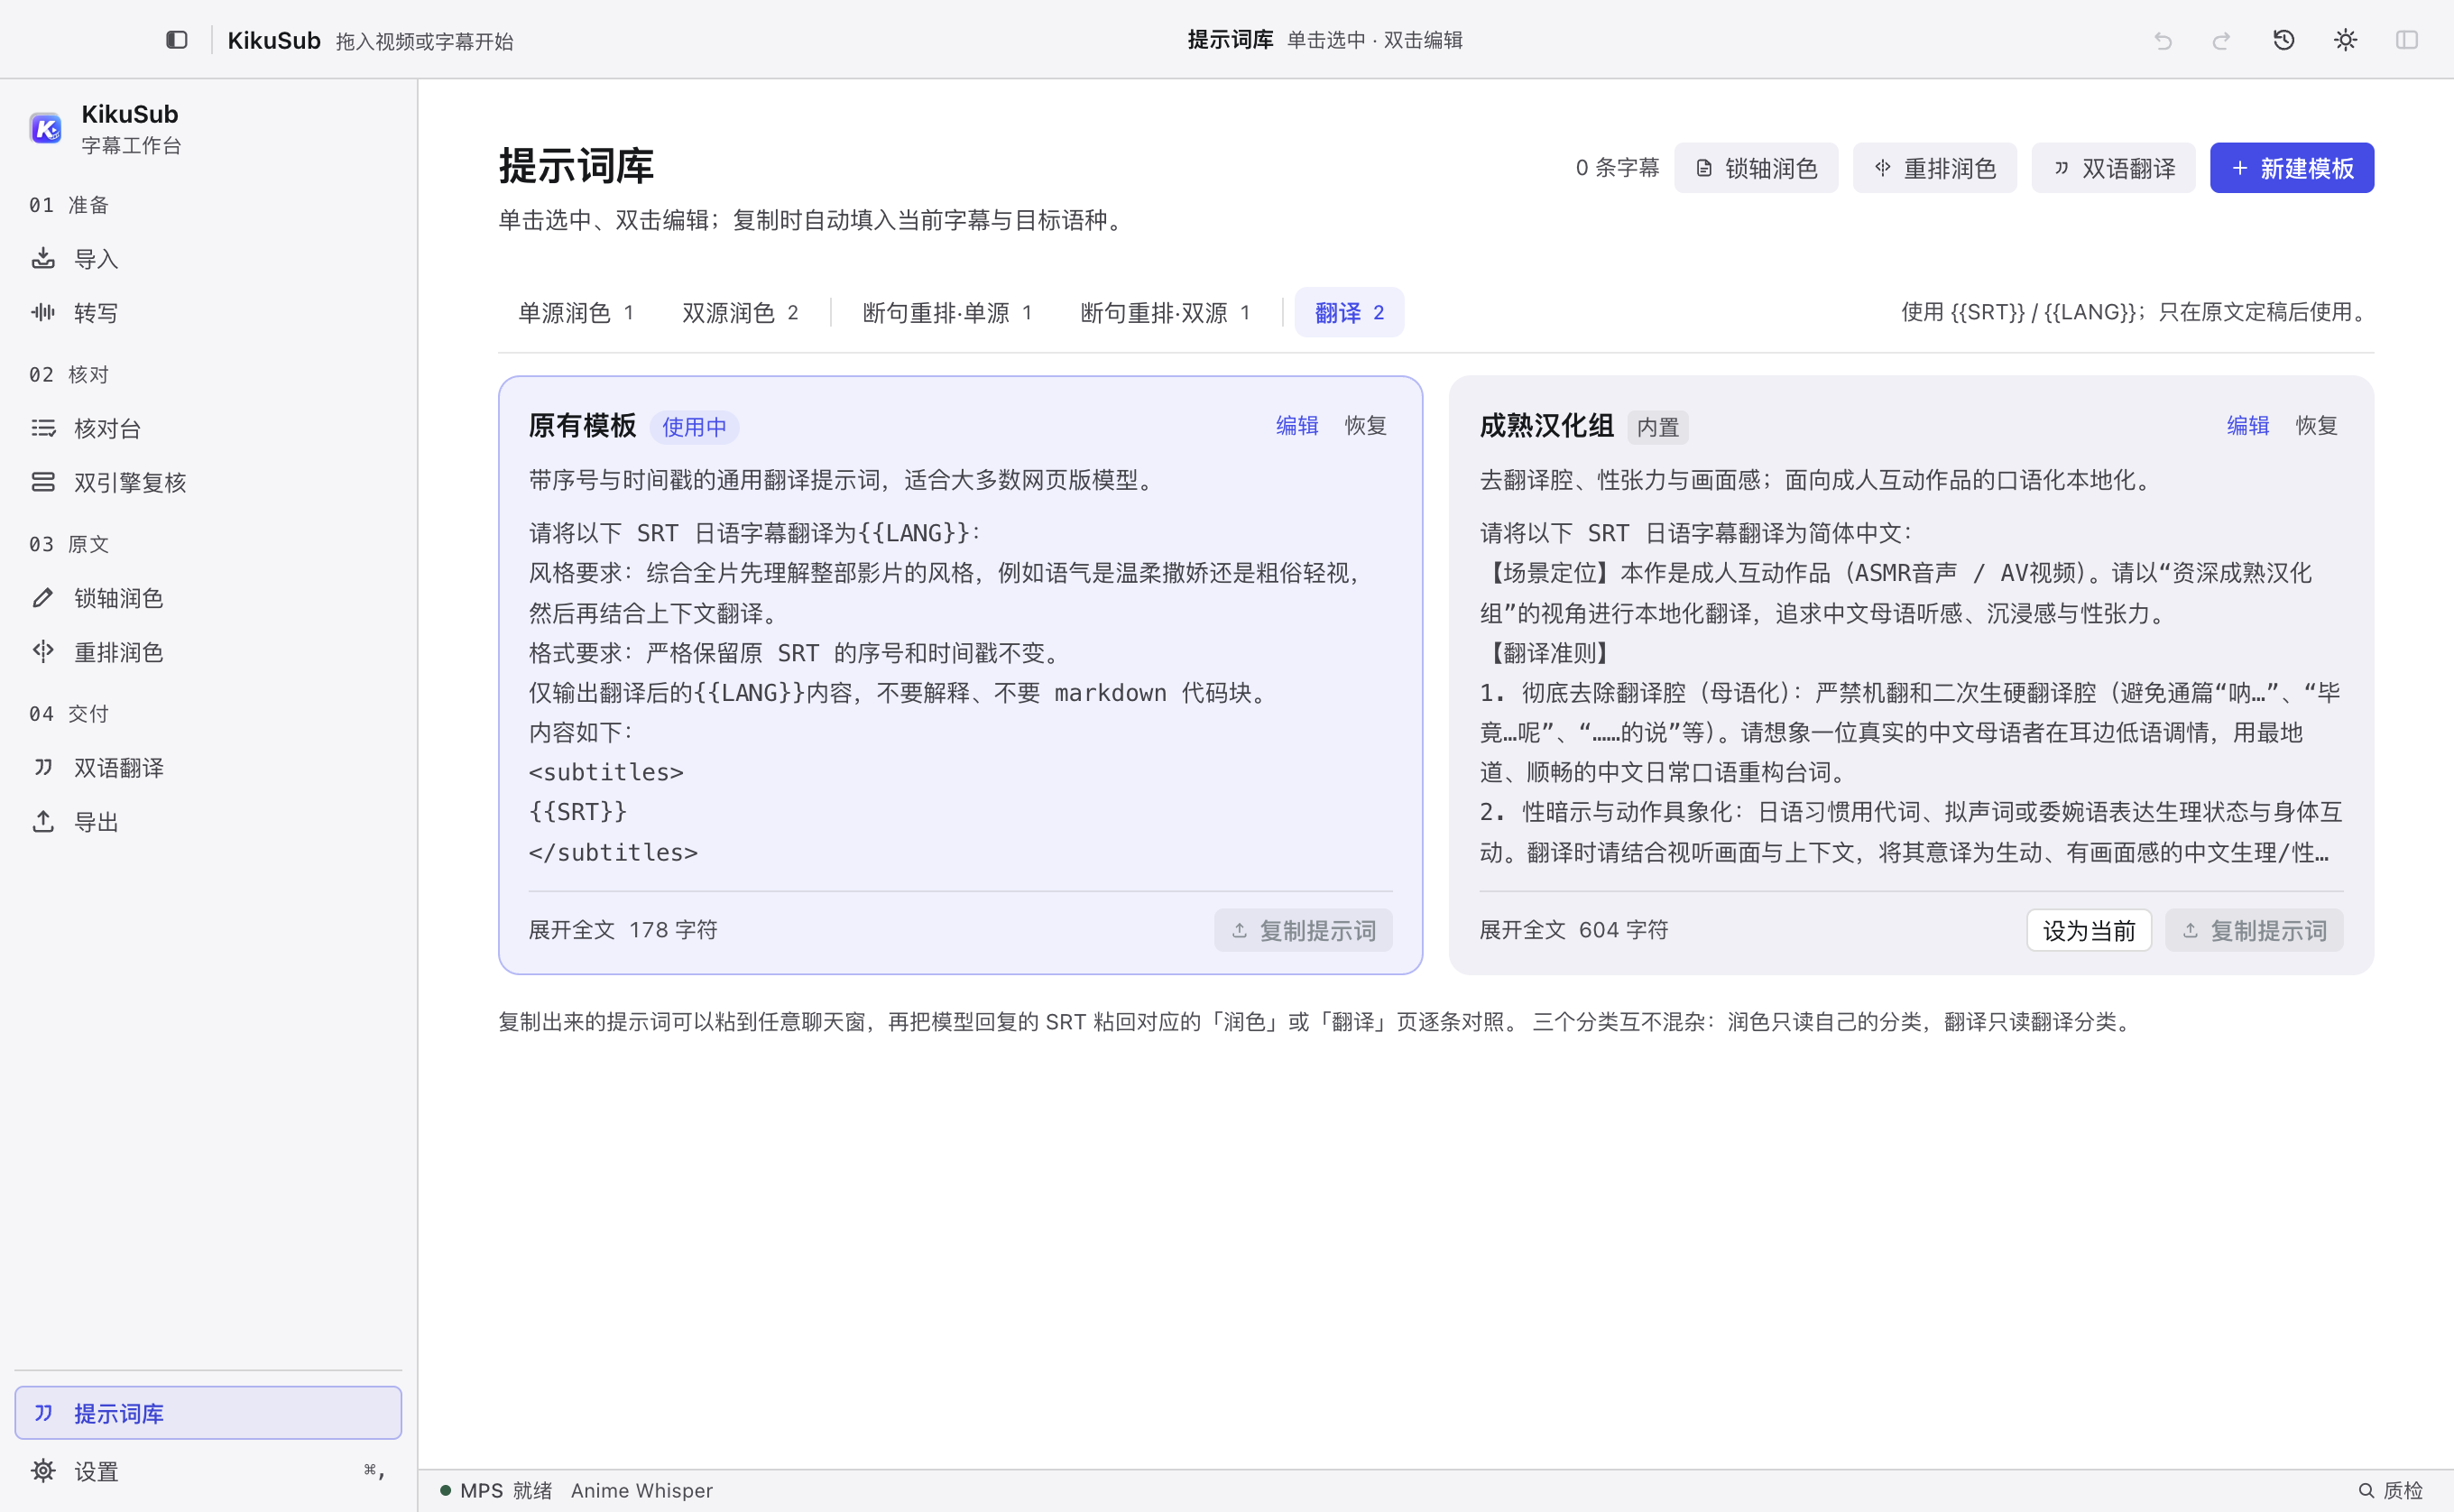 KikuSub 拖入视频或字幕开始
提示词库 单击选中 · 双击编辑
KikuSub
字幕工作台
01 准备
导入
转写
02 核对
核对台
双引擎复核
03 原文
锁轴润色
重排润色
04 交付
双语翻译
导出
提示词库
设置 ⌘,
提示词库
0 条字幕 锁轴润色 重排润色 双语翻译 + 新建模板
单击选中、双击编辑；复制时自动填入当前字幕与目标语种。
单源润色 1 双源润色 2 断句重排·单源 1 断句重排·双源 1 翻译 2
使用 {{SRT}} / {{LANG}}；只在原文定稿后使用。
原有模板 使用中 编辑 恢复
带序号与时间戳的通用翻译提示词，适合大多数网页版模型。
请将以下 SRT 日语字幕翻译为{{LANG}}：
风格要求：综合全片先理解整部影片的风格，例如语气是温柔撒娇还是粗俗轻视，
然后再结合上下文翻译。
格式要求：严格保留原 SRT 的序号和时间戳不变。
仅输出翻译后的{{LANG}}内容，不要解释、不要 markdown 代码块。
内容如下：
<subtitles>
{{SRT}}
</subtitles>
展开全文 178 字符 复制提示词
成熟汉化组 内置 编辑 恢复
去翻译腔、性张力与画面感；面向成人互动作品的口语化本地化。
请将以下 SRT 日语字幕翻译为简体中文：
【场景定位】本作是成人互动作品（ASMR音声 / AV视频）。请以“资深成熟汉化
组”的视角进行本地化翻译，追求中文母语听感、沉浸感与性张力。
【翻译准则】
1. 彻底去除翻译腔（母语化）：严禁机翻和二次生硬翻译腔（避免通篇“呐…”、“毕
竟…呢”、“……的说”等）。请想象一位真实的中文母语者在耳边低语调情，用最地
道、顺畅的中文日常口语重构台词。
2. 性暗示与动作具象化：日语习惯用代词、拟声词或委婉语表达生理状态与身体互
动。翻译时请结合视听画面与上下文，将其意译为生动、有画面感的中文生理/性…
展开全文 604 字符 设为当前 复制提示词
复制出来的提示词可以粘到任意聊天窗，再把模型回复的 SRT 粘回对应的「润色」或「翻译」页逐条对照。 三个分类互不混杂：润色只读自己的分类，翻译只读翻译分类。
MPS 就绪 Anime Whisper
质检